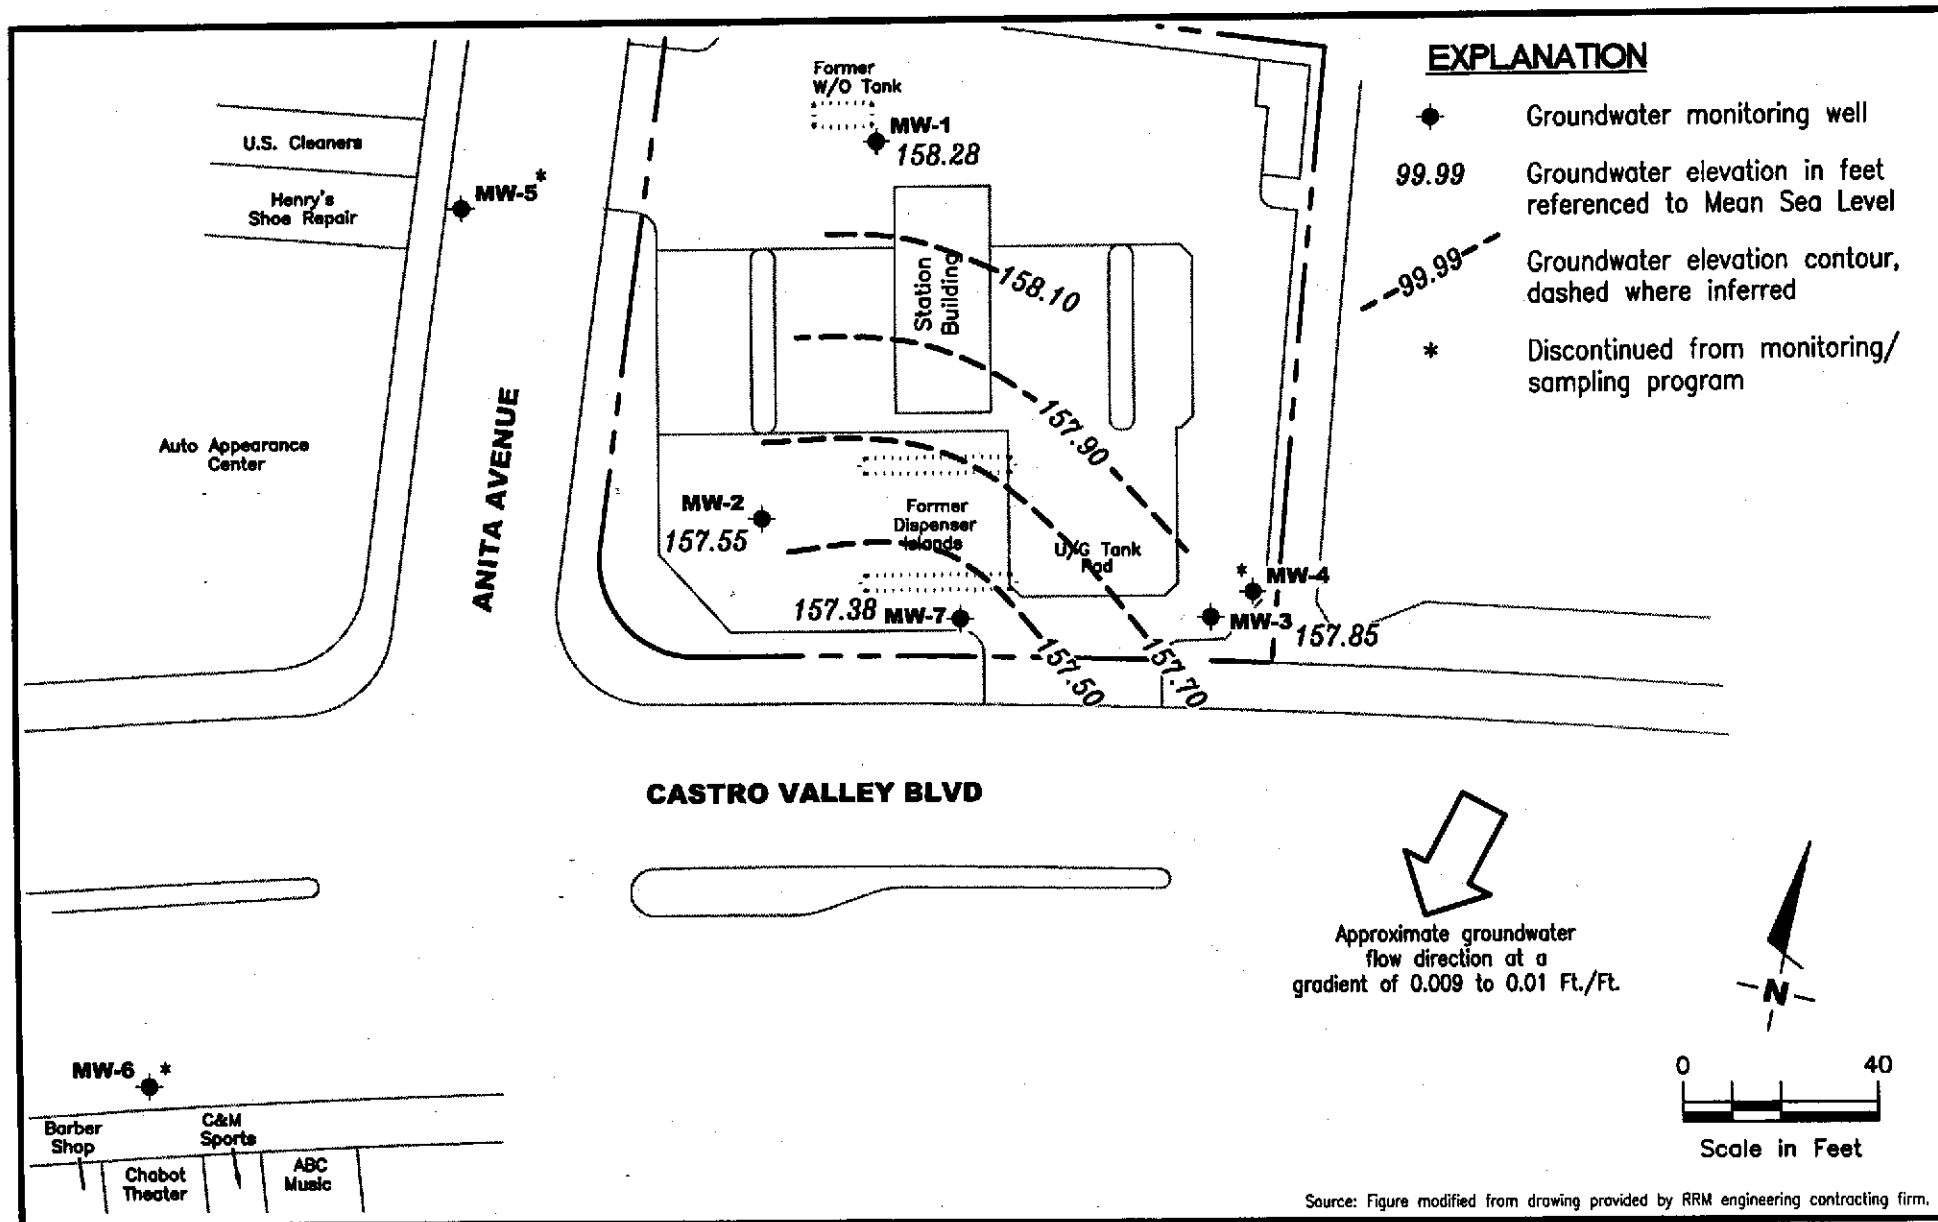 EXPLANATION
Groundwater monitoring well
99.99
Groundwater elevation in feet
referenced to Mean Sea Level
99.99
Groundwater elevation contour,
dashed where inferred
*
Discontinued from monitoring/
sampling program
Former
W/O Tank
MW-1
158.28
U.S. Cleaners
Henry's
Shoe Repair
MW-5*
Station
Building
158.10
157.90
Auto Appearance
Center
ANITA AVENUE
MW-2
157.55
Former
Dispenser
Islands
U/G Tank
Pad
* MW-4
157.38 MW-7
MW-3
157.85
157.50
157.70
CASTRO VALLEY BLVD
Approximate groundwater
flow direction at a
gradient of 0.009 to 0.01 Ft./Ft.
N
MW-6 *
0 40
Scale in Feet
Barber
Shop
C&M
Sports
Chabot
Theater
ABC
Music
Source: Figure modified from drawing provided by RRM engineering contracting firm.